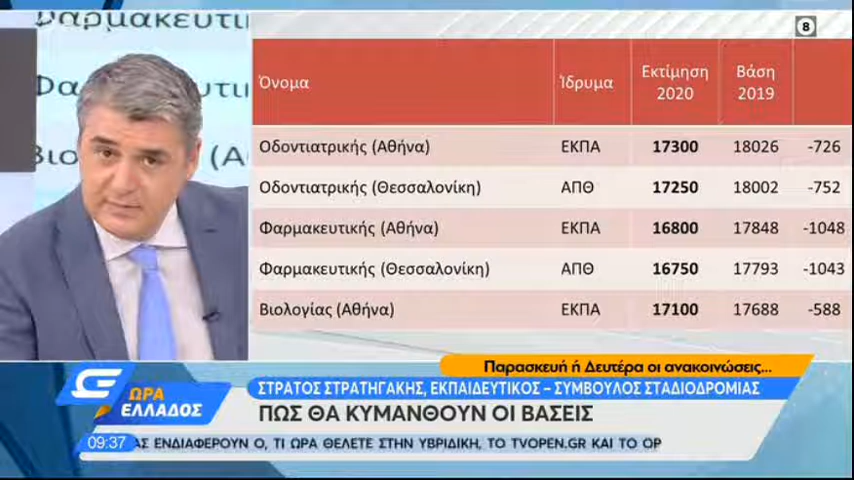 αρμακευτι
8
Όνομα Ίδρυμα Εκτίμηση 2020 Βάση 2019
Οδοντιατρικής (Αθήνα) ΕΚΠΑ 17300 18026 -726
Οδοντιατρικής (Θεσσαλονίκη) ΑΠΘ 17250 18002 -752
Φαρμακευτικής (Αθήνα) ΕΚΠΑ 16800 17848 -1048
Φαρμακευτικής (Θεσσαλονίκη) ΑΠΘ 16750 17793 -1043
Βιολογίας (Αθήνα) ΕΚΠΑ 17100 17688 -588
Παρασκευή ή Δευτέρα οι ανακοινώσεις...
ΩΡΑ
ΕΛΛΑΔΟΣ
ΣΤΡΑΤΟΣ ΣΤΡΑΤΗΓΑΚΗΣ, ΕΚΠΑΙΔΕΥΤΙΚΟΣ – ΣΥΜΒΟΥΛΟΣ ΣΤΑΔΙΟΔΡΟΜΙΑΣ
ΠΩΣ ΘΑ ΚΥΜΑΝΘΟΥΝ ΟΙ ΒΑΣΕΙΣ
09:37 ΑΣ ΕΝΔΙΑΦΕΡΟΥΝ Ο, ΤΙ ΩΡΑ ΘΕΛΕΤΕ ΣΤΗΝ ΥΒΡΙΔΙΚΗ, ΤΟ TVOPEN.GR ΚΑΙ ΤΟ OP